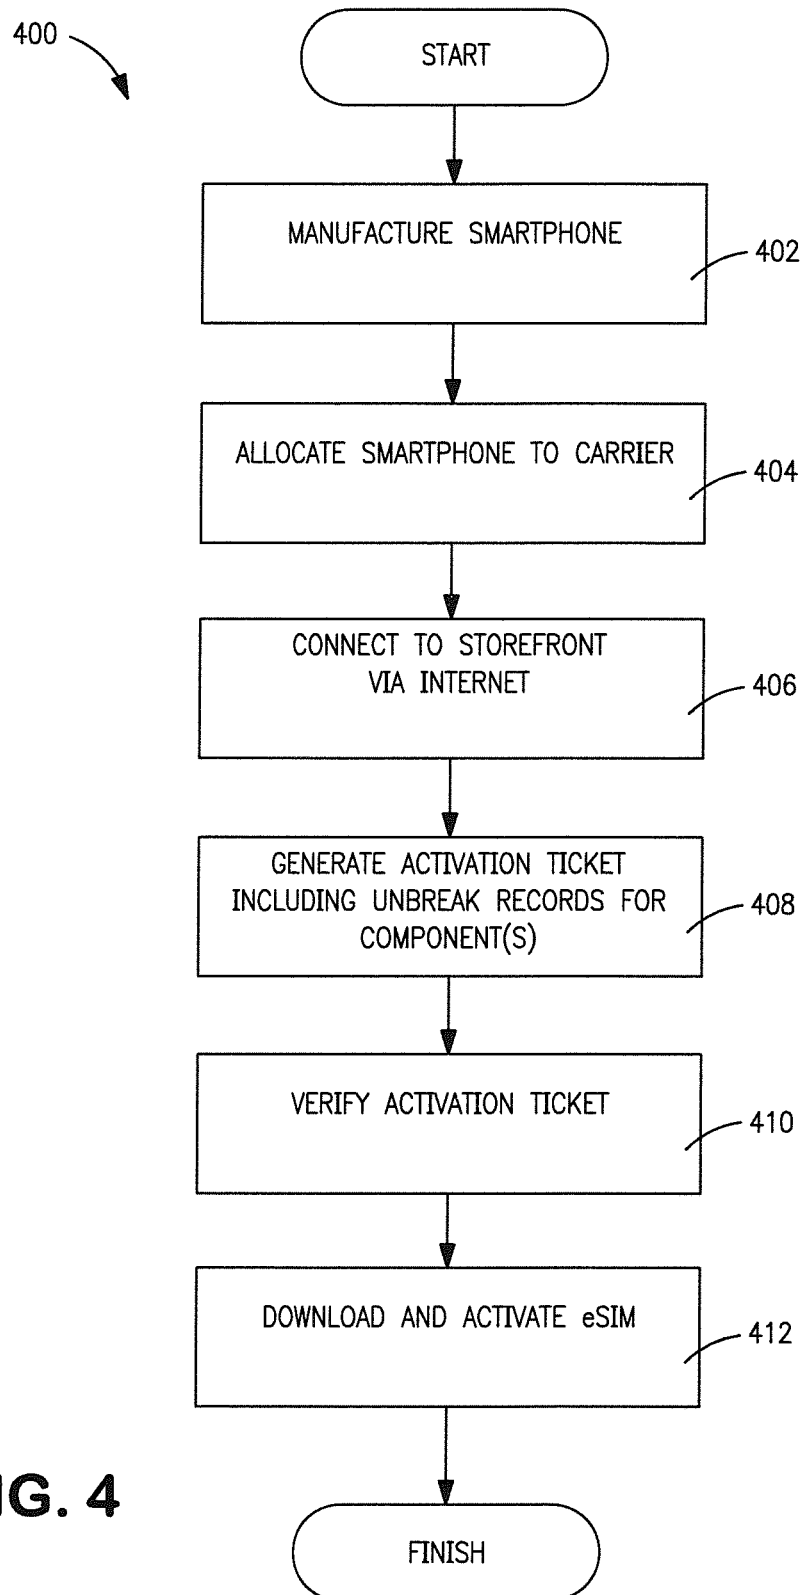 400
START
MANUFACTURE SMARTPHONE
402
ALLOCATE SMARTPHONE TO CARRIER
404
CONNECT TO STOREFRONT
VIA INTERNET
406
GENERATE ACTIVATION TICKET
INCLUDING UNBREAK RECORDS FOR
COMPONENT(S)
408
VERIFY ACTIVATION TICKET
410
DOWNLOAD AND ACTIVATE eSIM
412
IG. 4
FINISH